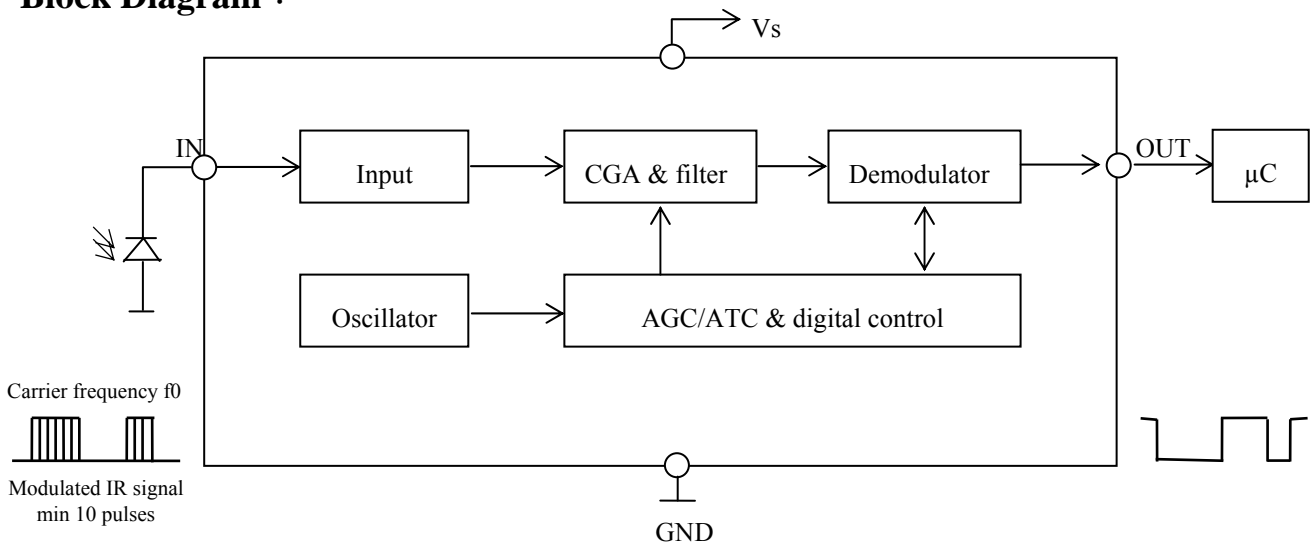 Block Diagram :
Vs
IN
Input
CGA & filter
Demodulator
OUT
µC
Oscillator
AGC/ATC & digital control
Carrier frequency f0
Modulated IR signal
min 10 pulses
GND